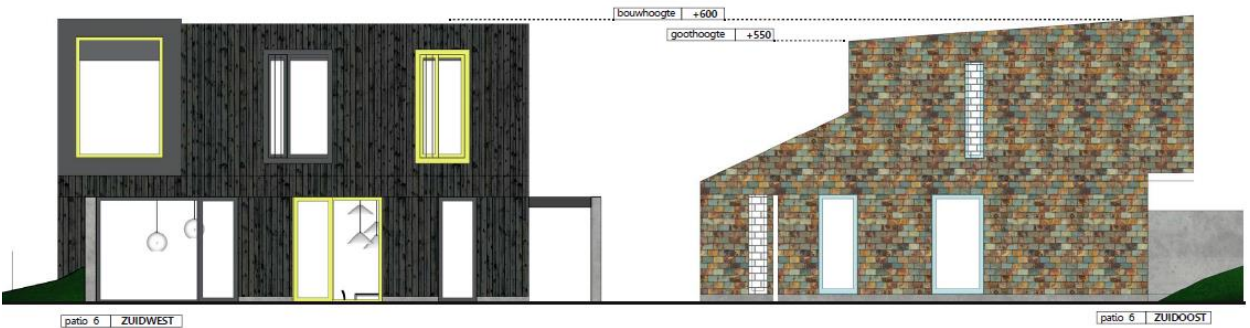 bouwhoogte +600
goothoogte +550
patio 6 ZUIDWEST
patio 6 ZUIDOOST